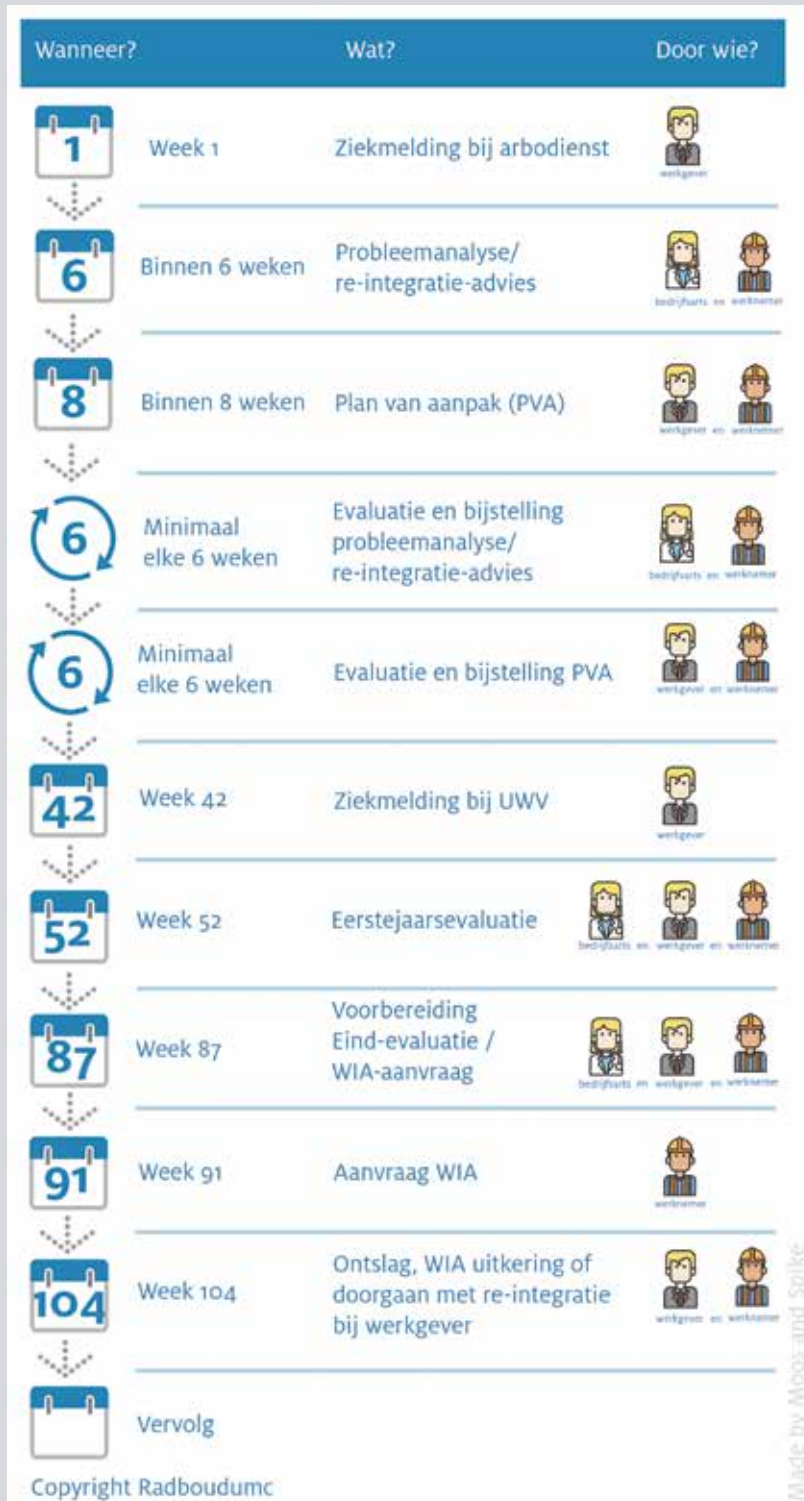 Wanneer? Wat? Door wie?
1 Week 1 Ziekmelding bij arbodienst
werkgever
6 Binnen 6 weken Probleemanalyse/
re-integratie-advies
bedrijfsarts en werknemer
8 Binnen 8 weken Plan van aanpak (PVA)
werkgever en werknemer
6 Minimaal
elke 6 weken
Evaluatie en bijstelling
probleemanalyse/
re-integratie-advies
bedrijfsarts en werknemer
6 Minimaal
elke 6 weken
Evaluatie en bijstelling PVA
werkgever en werknemer
42 Week 42 Ziekmelding bij UWV
werkgever
52 Week 52 Eerstejaarsevaluatie
bedrijfsarts en werkgever en werknemer
87 Week 87 Voorbereiding
Eind-evaluatie /
WIA-aanvraag
bedrijfsarts en werkgever en werknemer
91 Week 91 Aanvraag WIA
werknemer
104 Week 104 Ontslag, WIA uitkering of
doorgaan met re-integratie
bij werkgever
werkgever en werknemer
Vervolg
Copyright Radboudumc
Made by Moos and Spike